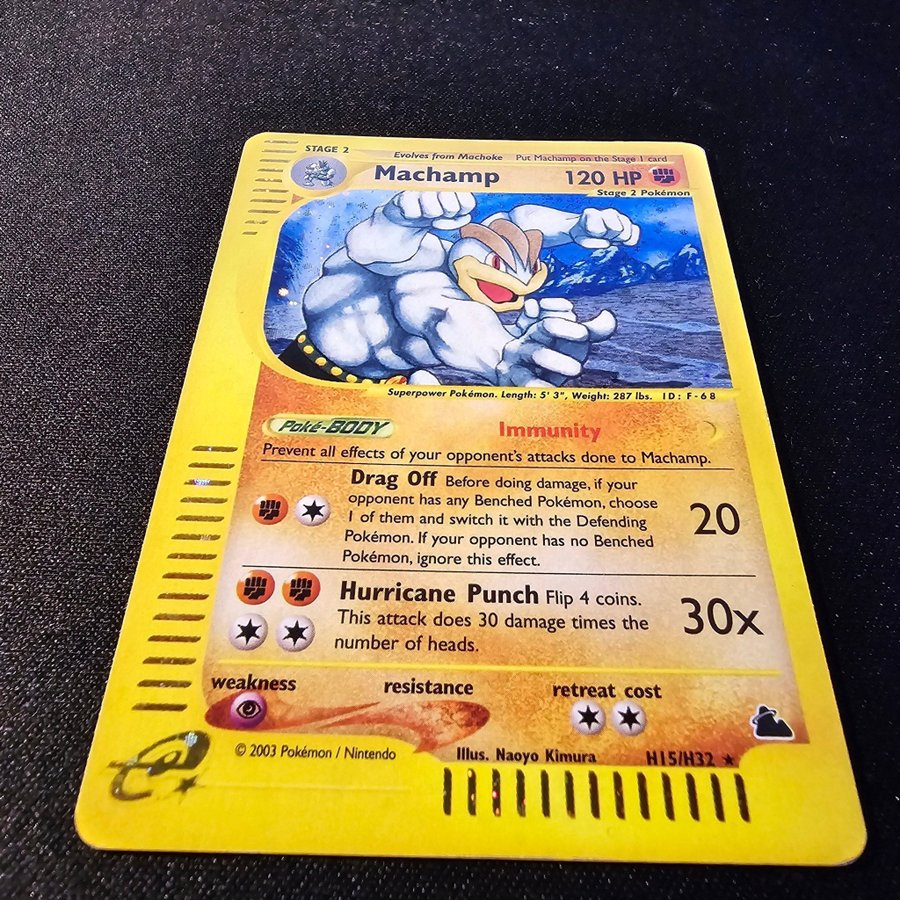 STAGE 2
Evolves from Machoke Put Machamp on the Stage 1 card
Machamp 120 HP
Stage 2 Pokémon
Superpower Pokémon. Length: 5' 3", Weight: 287 lbs. ID: F-68
Poké-BODY Immunity
Prevent all effects of your opponent's attacks done to Machamp.
Drag Off Before doing damage, if your
opponent has any Benched Pokémon, choose
1 of them and switch it with the Defending
Pokémon. If your opponent has no Benched
Pokémon, ignore this effect.
20
Hurricane Punch Flip 4 coins.
This attack does 30 damage times the
number of heads.
30x
weakness resistance retreat cost
© 2003 Pokémon / Nintendo Illus. Naoyo Kimura H15/H32 ★
e